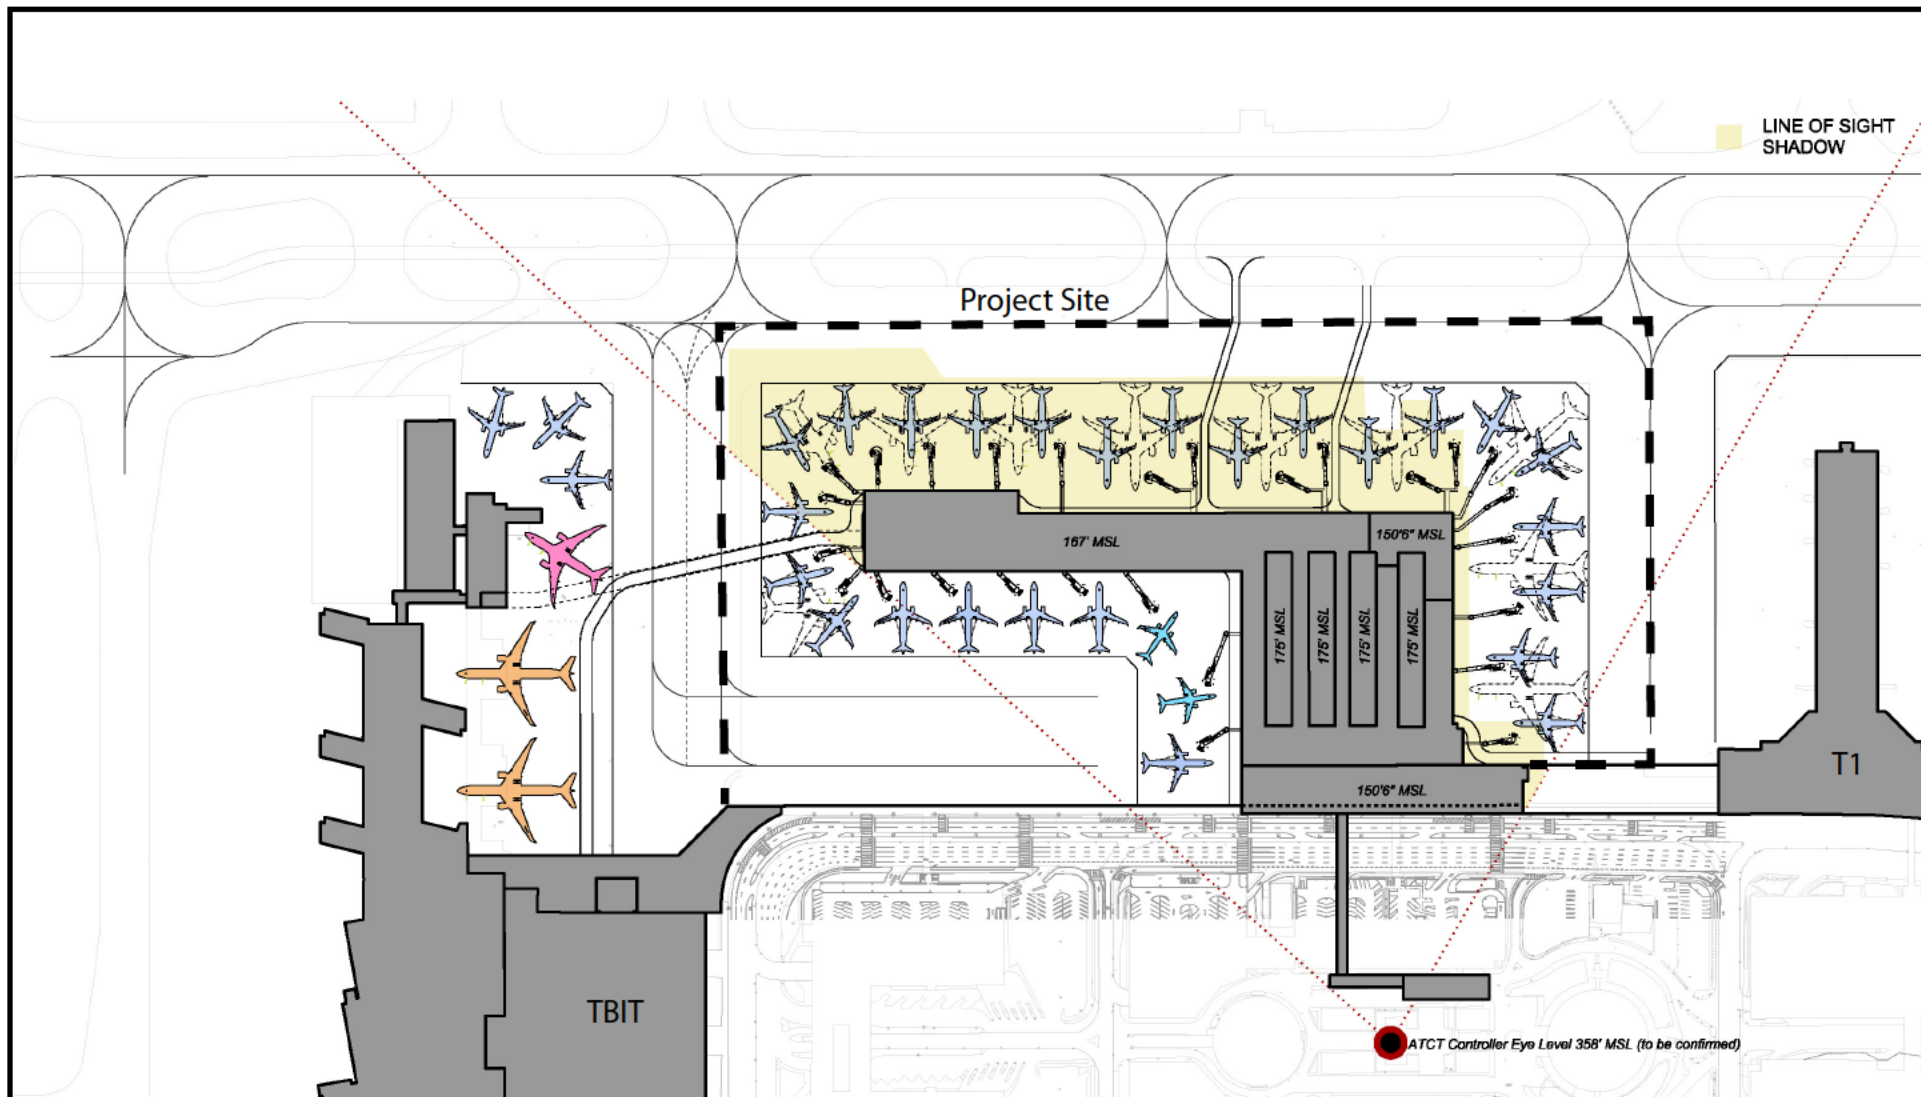 LINE OF SIGHT
SHADOW
Project Site
167' MSL
150'6" MSL
175' MSL
175' MSL
175' MSL
175' MSL
150'6" MSL
T1
TBIT
ATCT Controller Eye Level 358' MSL (to be confirmed)